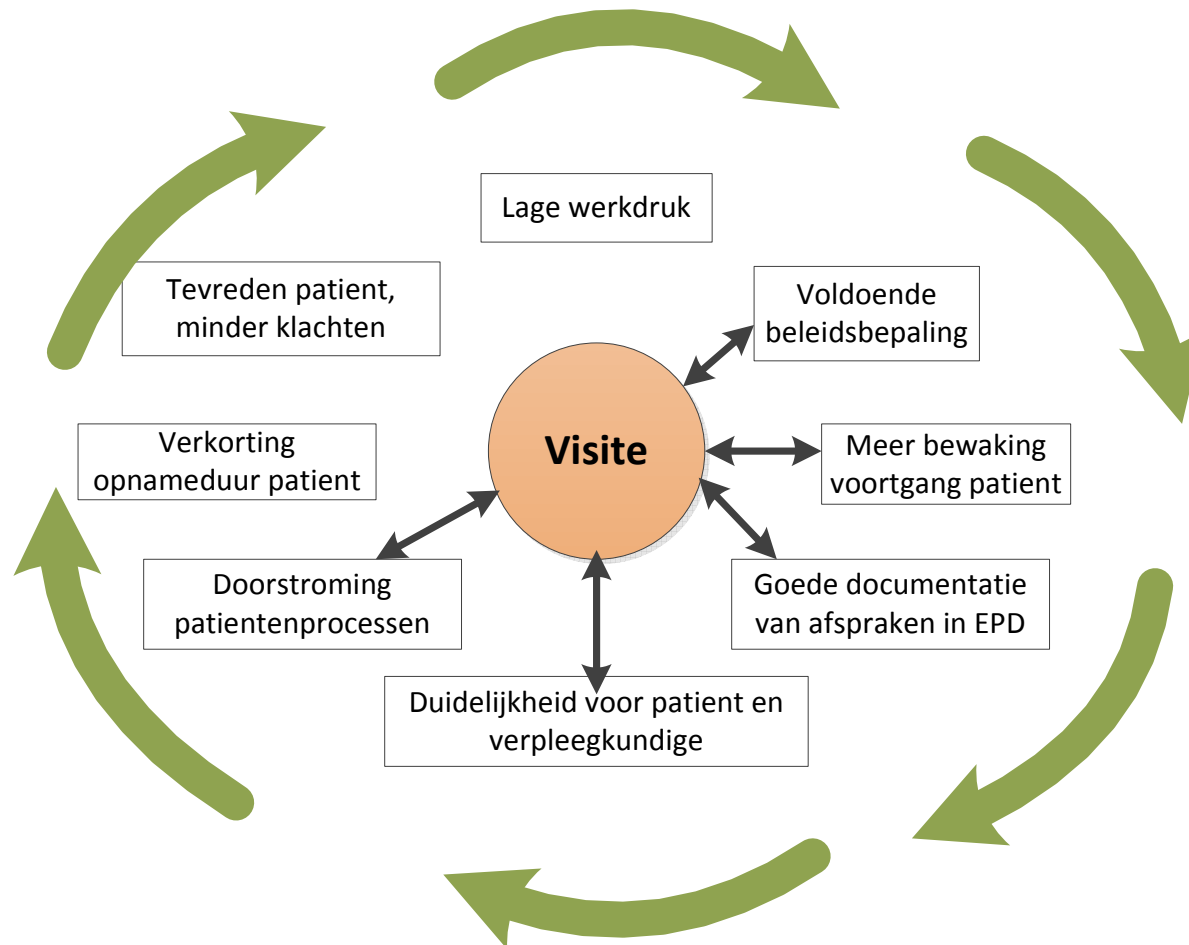 Lage werkdruk
Voldoende
beleidsbepaling
Tevreden patient,
minder klachten
Visite
Meer bewaking
voortgang patient
Verkorting
opnameduur patient
Goede documentatie
van afspraken in EPD
Doorstroming
patientenprocessen
Duidelijkheid voor patient en
verpleegkundige